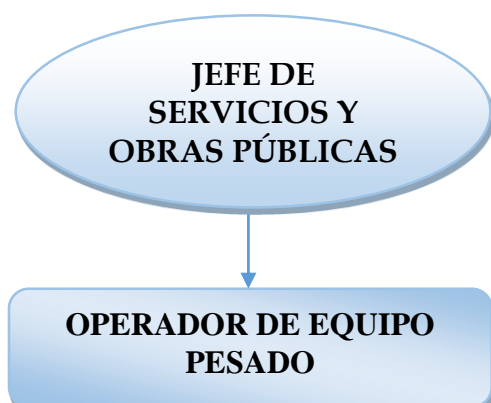 JEFE DE
SERVICIOS Y
OBRAS PÚBLICAS
OPERADOR DE EQUIPO
PESADO